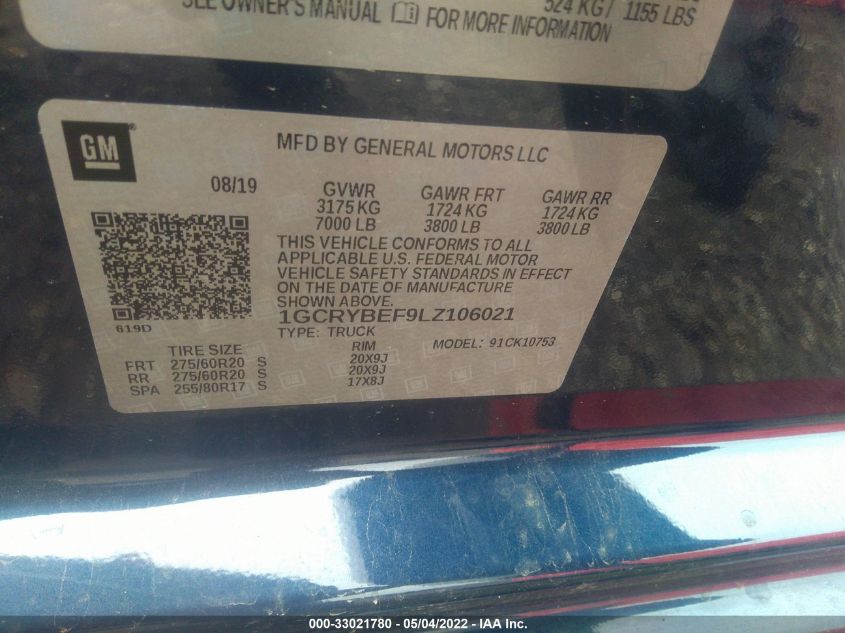 524 KG / 1155 LBS
SEE OWNER'S MANUAL FOR MORE INFORMATION
GM
MFD BY GENERAL MOTORS LLC
08/19 GVWR GAWR FRT GAWR RR
3175 KG 1724 KG 1724 KG
7000 LB 3800 LB 3800 LB
THIS VEHICLE CONFORMS TO ALL
APPLICABLE U.S. FEDERAL MOTOR
VEHICLE SAFETY STANDARDS IN EFFECT
ON THE DATE OF MANUFACTURE
SHOWN ABOVE.
1GCRYBEF9LZ106021
619D
TYPE: TRUCK MODEL: 91CK10753
TIRE SIZE RIM
FRT 275/60R20 S 20X9J
RR 275/60R20 S 20X9J
SPA 255/80R17 S 17X8J
000-33021780 - 05/04/2022 - IAA Inc.